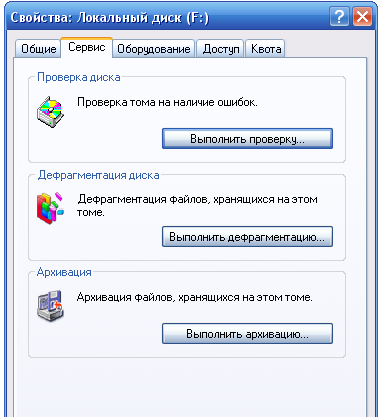 Свойства: Локальный диск (F:)
Общие Сервис Оборудование Доступ Квота
Проверка диска
Проверка тома на наличие ошибок.
Выполнить проверку...
Дефрагментация диска
Дефрагментация файлов, хранящихся на этом
томе.
Выполнить дефрагментацию...
Архивация
Архивация файлов, хранящихся на этом томе.
Выполнить архивацию...